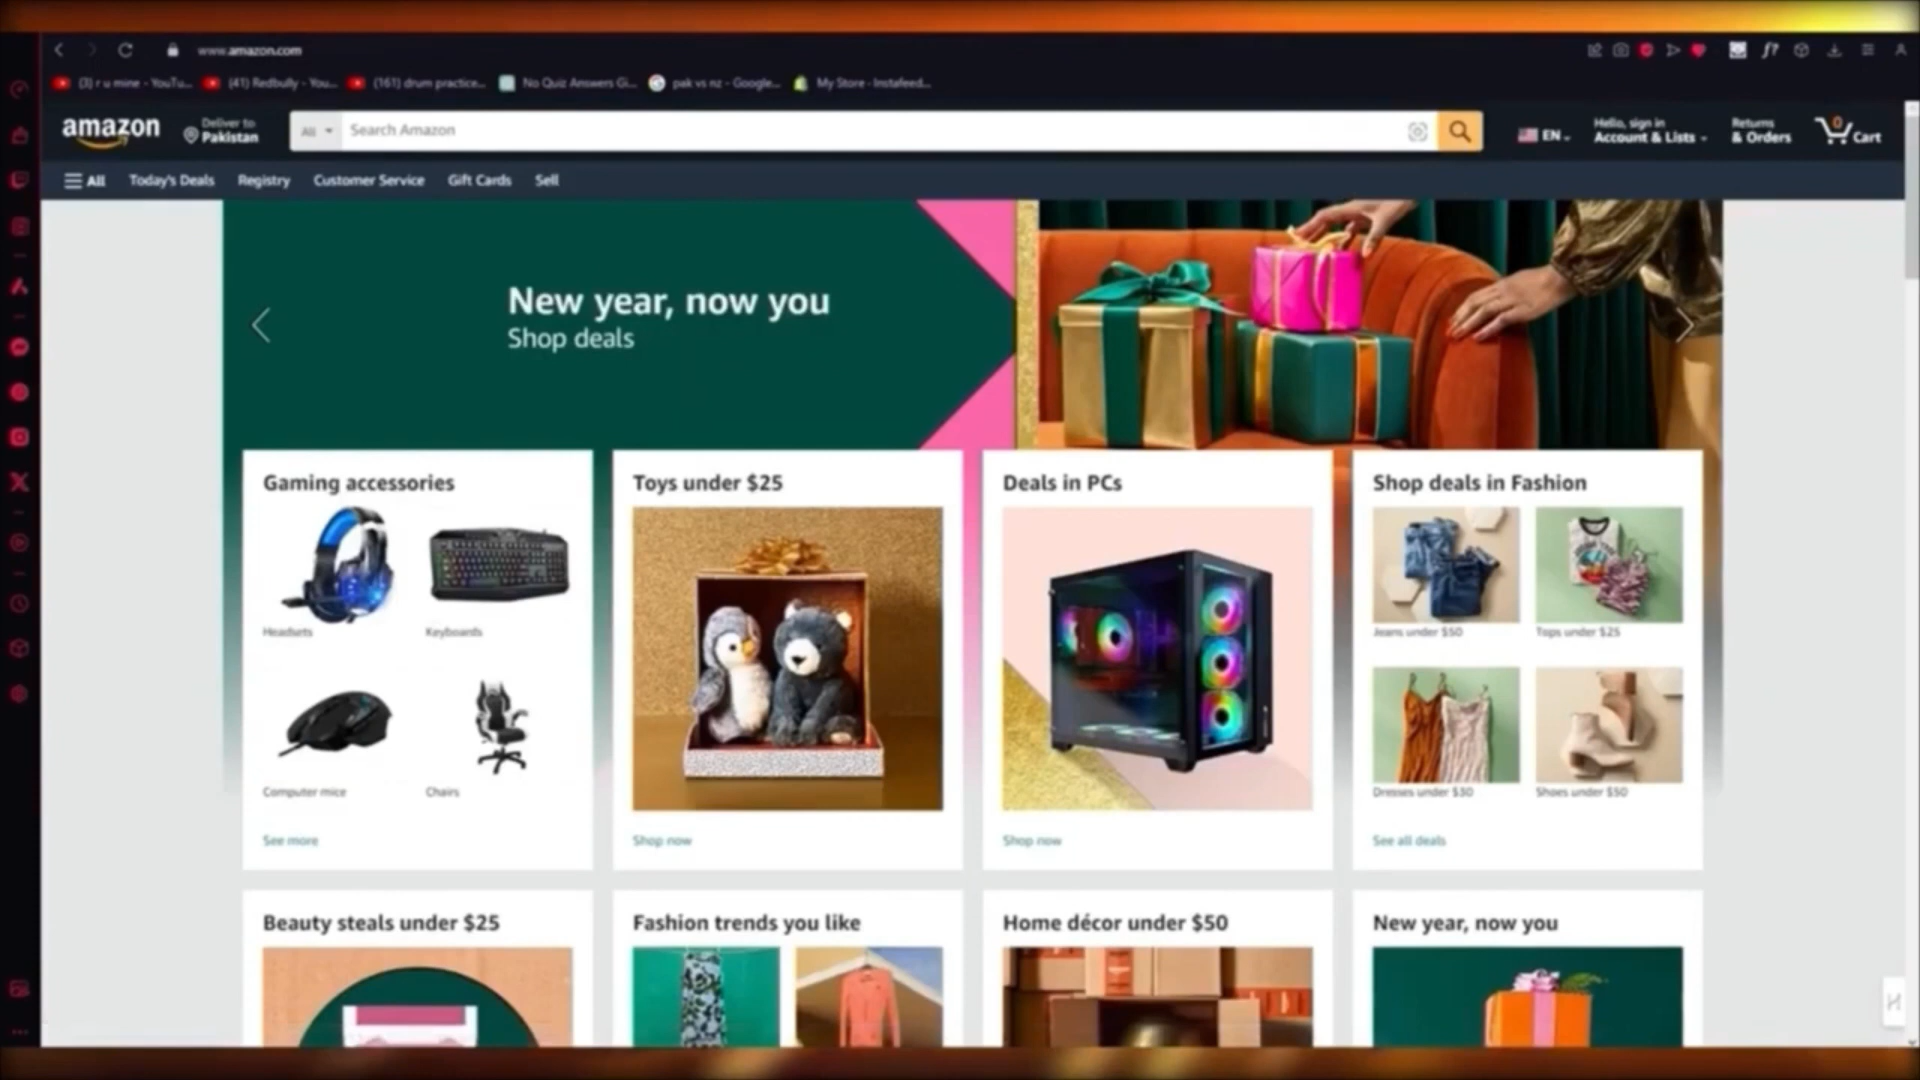 www.amazon.com
(3) r u mine - YouTu...
(41) Redbully - You...
(161) drum practice...
No Quiz Answers Gi...
pak vs nz - Google...
My Store - Instafeed...
amazon
Deliver to
Pakistan
All
Search Amazon
EN
Hello, sign in
Account & Lists
Returns
& Orders
0
Cart
All
Today's Deals
Registry
Customer Service
Gift Cards
Sell
New year, now you
Shop deals
Gaming accessories
Headsets
Keyboards
Computer mice
Chairs
See more
Toys under $25
Shop now
Deals in PCs
Shop now
Shop deals in Fashion
Jeans under $50
Tops under $25
Dresses under $30
Shoes under $50
See all deals
Beauty steals under $25
Fashion trends you like
Home décor under $50
New year, now you